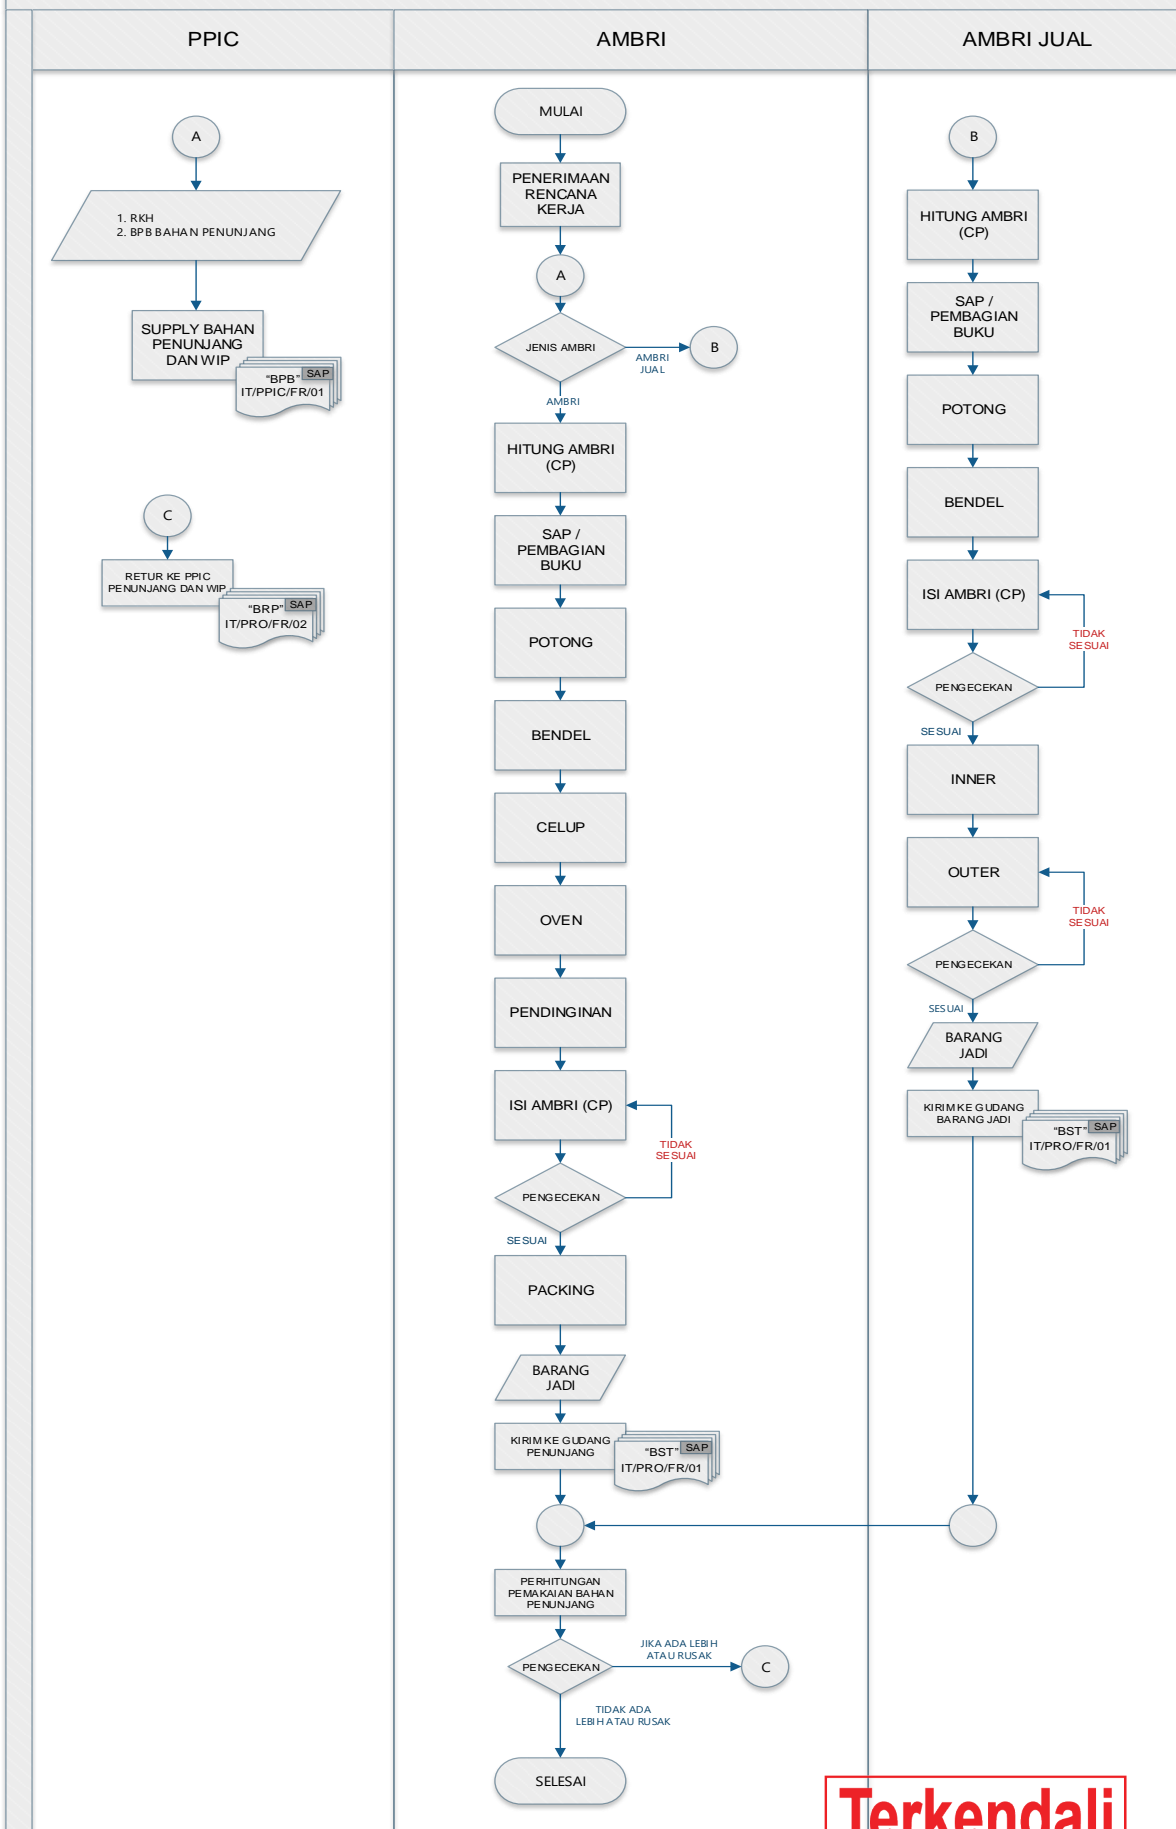 PPIC
AMBRI
AMBRI JUAL
A
1. RKH
2. BPB BAHAN PENUNJANG
SUPPLY BAHAN
PENUNJANG
DAN WIP
SAP
"BPB"
IT/PPIC/FR/01
C
RETUR KE PPIC
PENUNJANG DAN WIP
SAP
"BRP"
IT/PRO/FR/02
MULAI
PENERIMAAN
RENCANA
KERJA
A
JENIS AMBRI
AMBRI
JUAL
B
AMBRI
HITUNG AMBRI
(CP)
SAP /
PEMBAGIAN
BUKU
POTONG
BENDEL
CELUP
OVEN
PENDINGINAN
ISI AMBRI (CP)
TIDAK
SESUAI
PENGECEKAN
SESUAI
PACKING
BARANG
JADI
KIRIM KE GUDANG
PENUNJANG
SAP
"BST"
IT/PRO/FR/01
PERHITUNGAN
PEMAKAIAN BAHAN
PENUNJANG
PENGECEKAN
JIKA ADA LEBIH
ATAU RUSAK
C
TIDAK ADA
LEBIH ATAU RUSAK
SELESAI
B
HITUNG AMBRI
(CP)
SAP /
PEMBAGIAN
BUKU
POTONG
BENDEL
ISI AMBRI (CP)
TIDAK
SESUAI
PENGECEKAN
SESUAI
INNER
OUTER
TIDAK
SESUAI
PENGECEKAN
SESUAI
BARANG
JADI
KIRIM KE GUDANG
BARANG JADI
SAP
"BST"
IT/PRO/FR/01
Terkendali